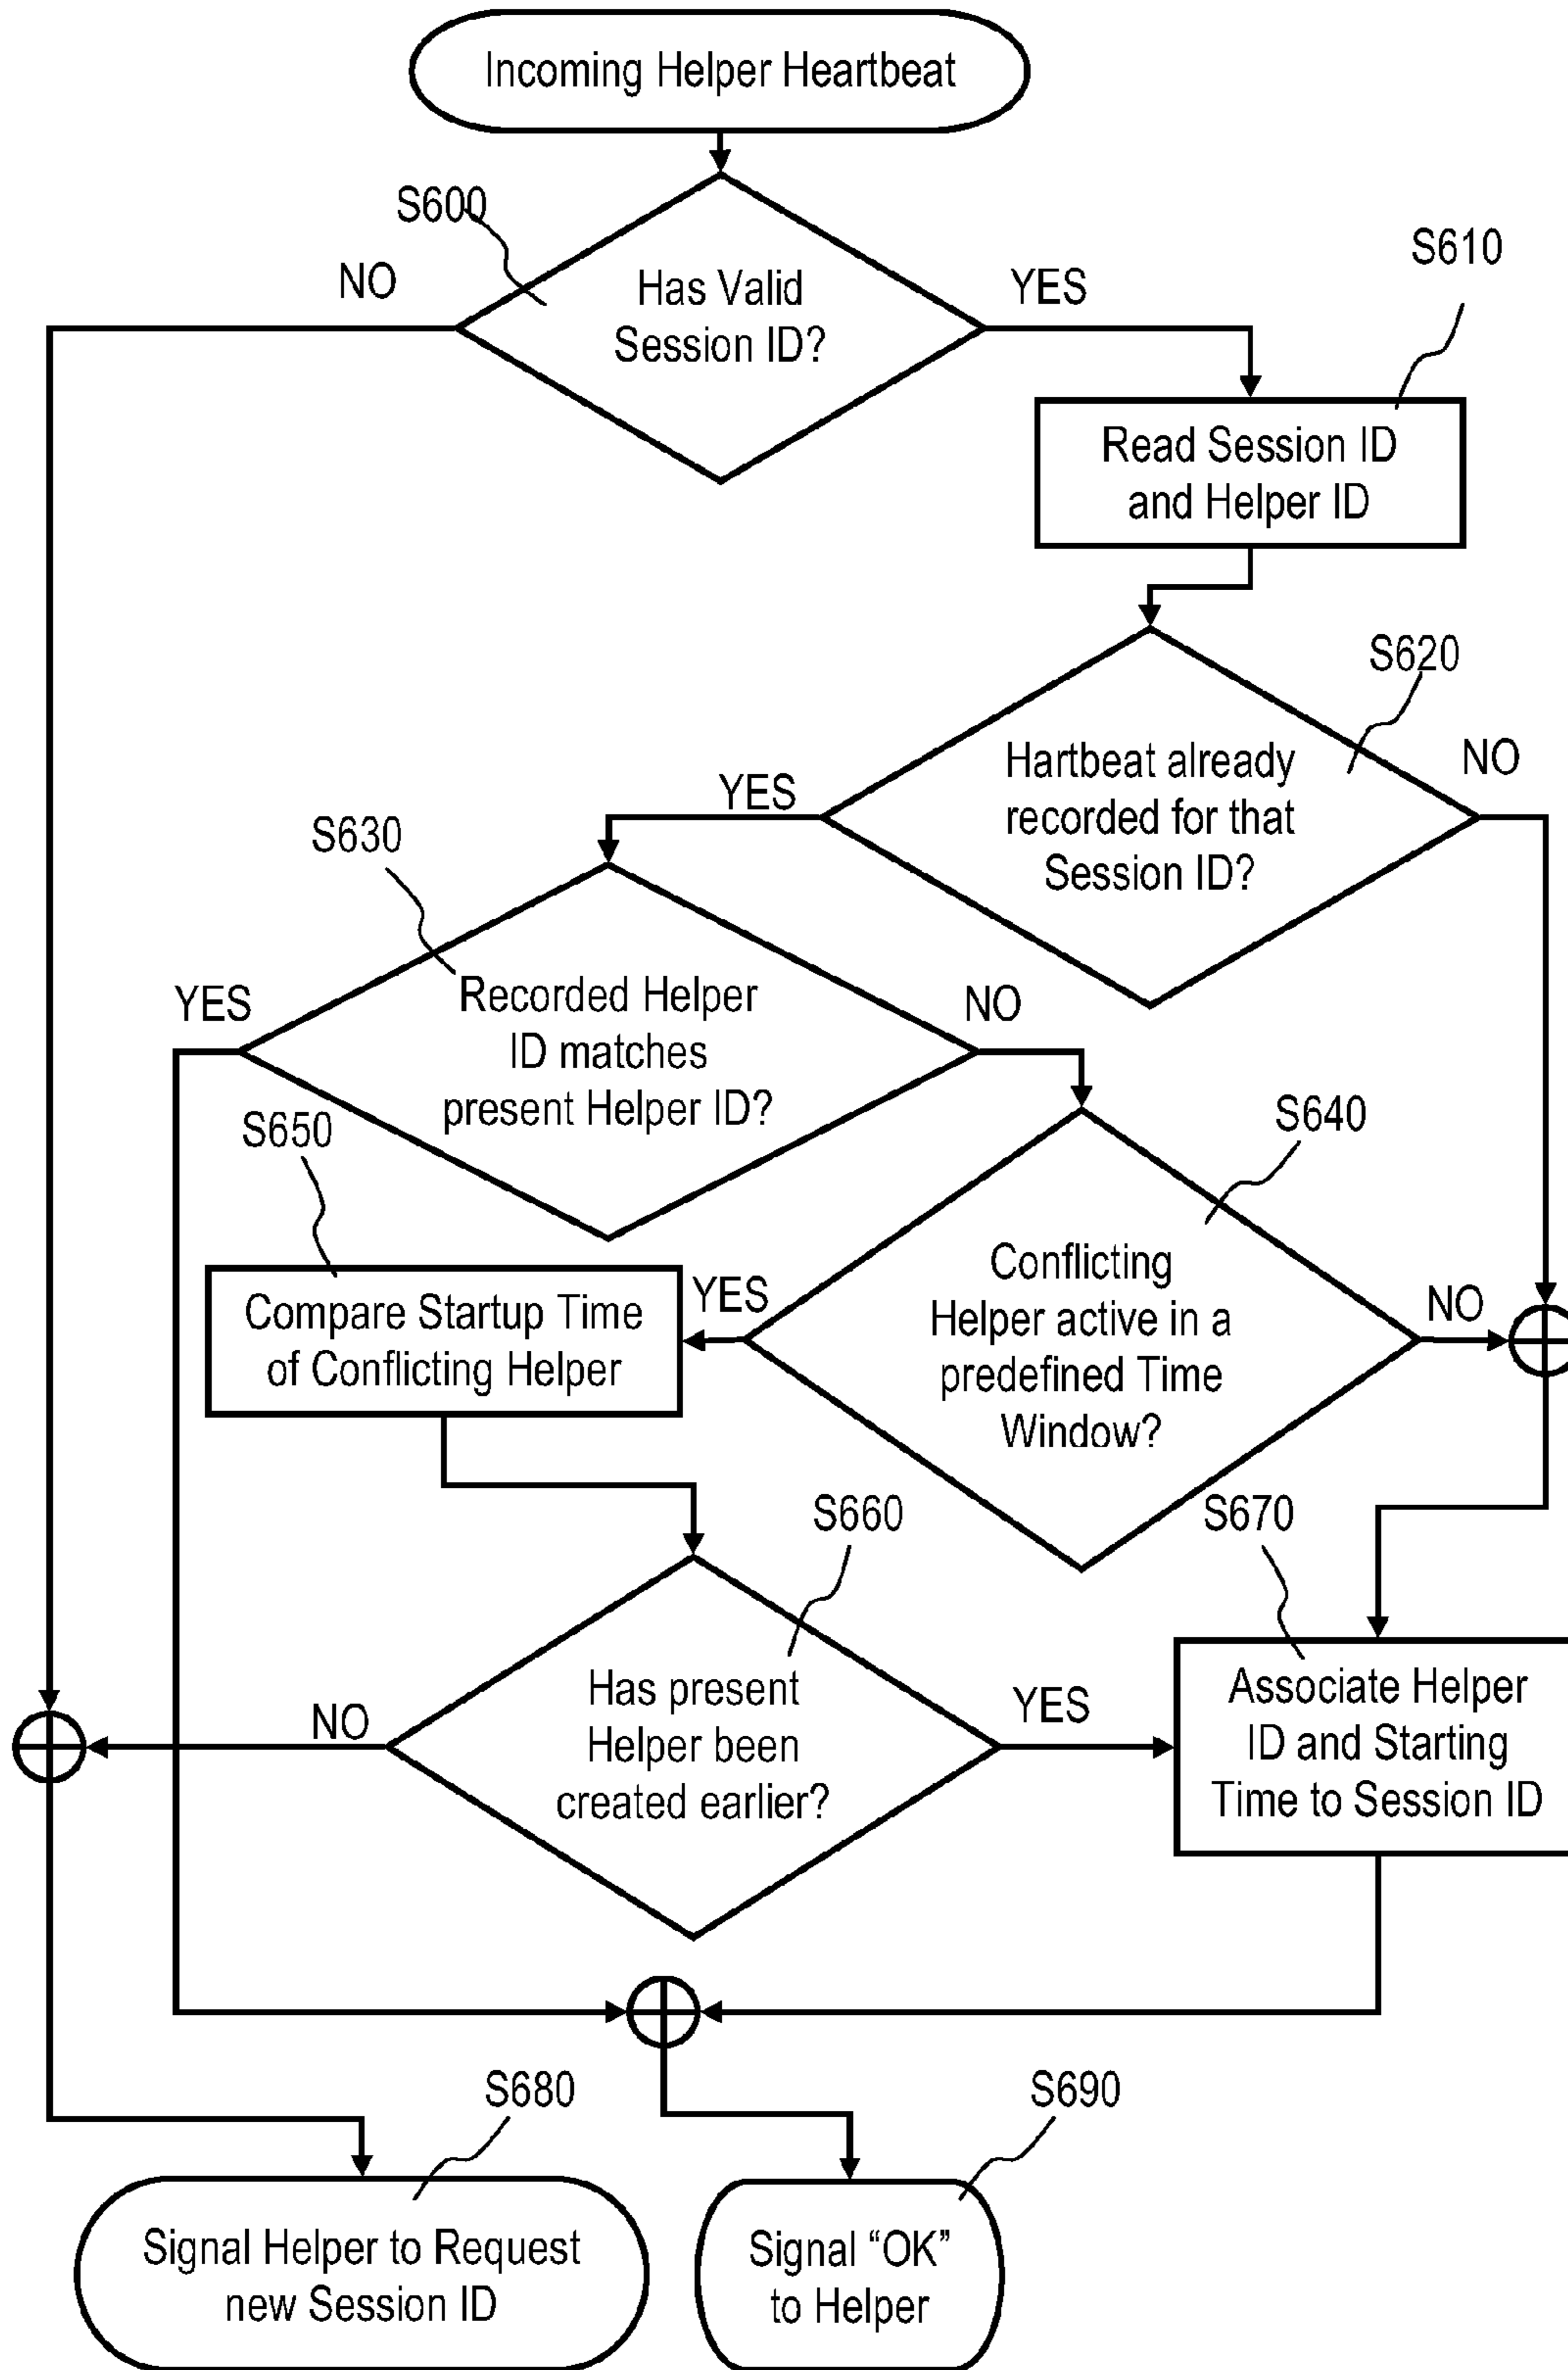 Incoming Helper Heartbeat
S600
NO
Has Valid
Session ID?
YES
S610
Read Session ID
and Helper ID
S620
Hartbeat already
recorded for that
Session ID?
YES
NO
S630
Recorded Helper
ID matches
present Helper ID?
YES
NO
S640
Conflicting
Helper active in a
predefined Time
Window?
YES
NO
S650
Compare Startup Time
of Conflicting Helper
S660
Has present
Helper been
created earlier?
NO
YES
S670
Associate Helper
ID and Starting
Time to Session ID
S680
Signal Helper to Request
new Session ID
S690
Signal “OK”
to Helper